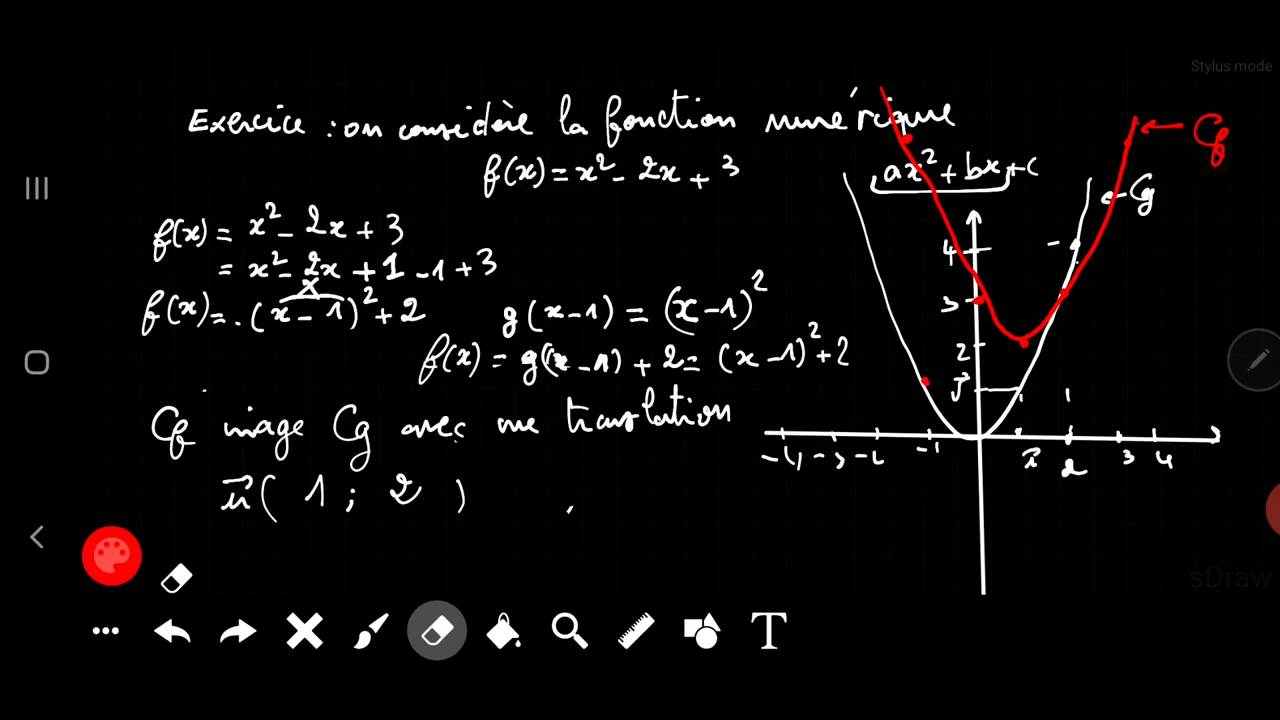 Stylus mode
Exercice : on considère la fonction numérique
f(x) = x² - 2x + 3
ax² + bx + c
f(x) = x² - 2x + 3
= x² - 2x + 1 - 1 + 3
X
f(x) = (x - 1)² + 2
g(x-1) = (x-1)²
f(x) = g(x-1) + 2 = (x-1)² + 2
Cf image Cg avec une translation
u⃗( 1 ; 2 )
Cf
Cg
4
3
2
j⃗
-4 -3 -2 -1 i⃗ 2 3 4
sDraw
T